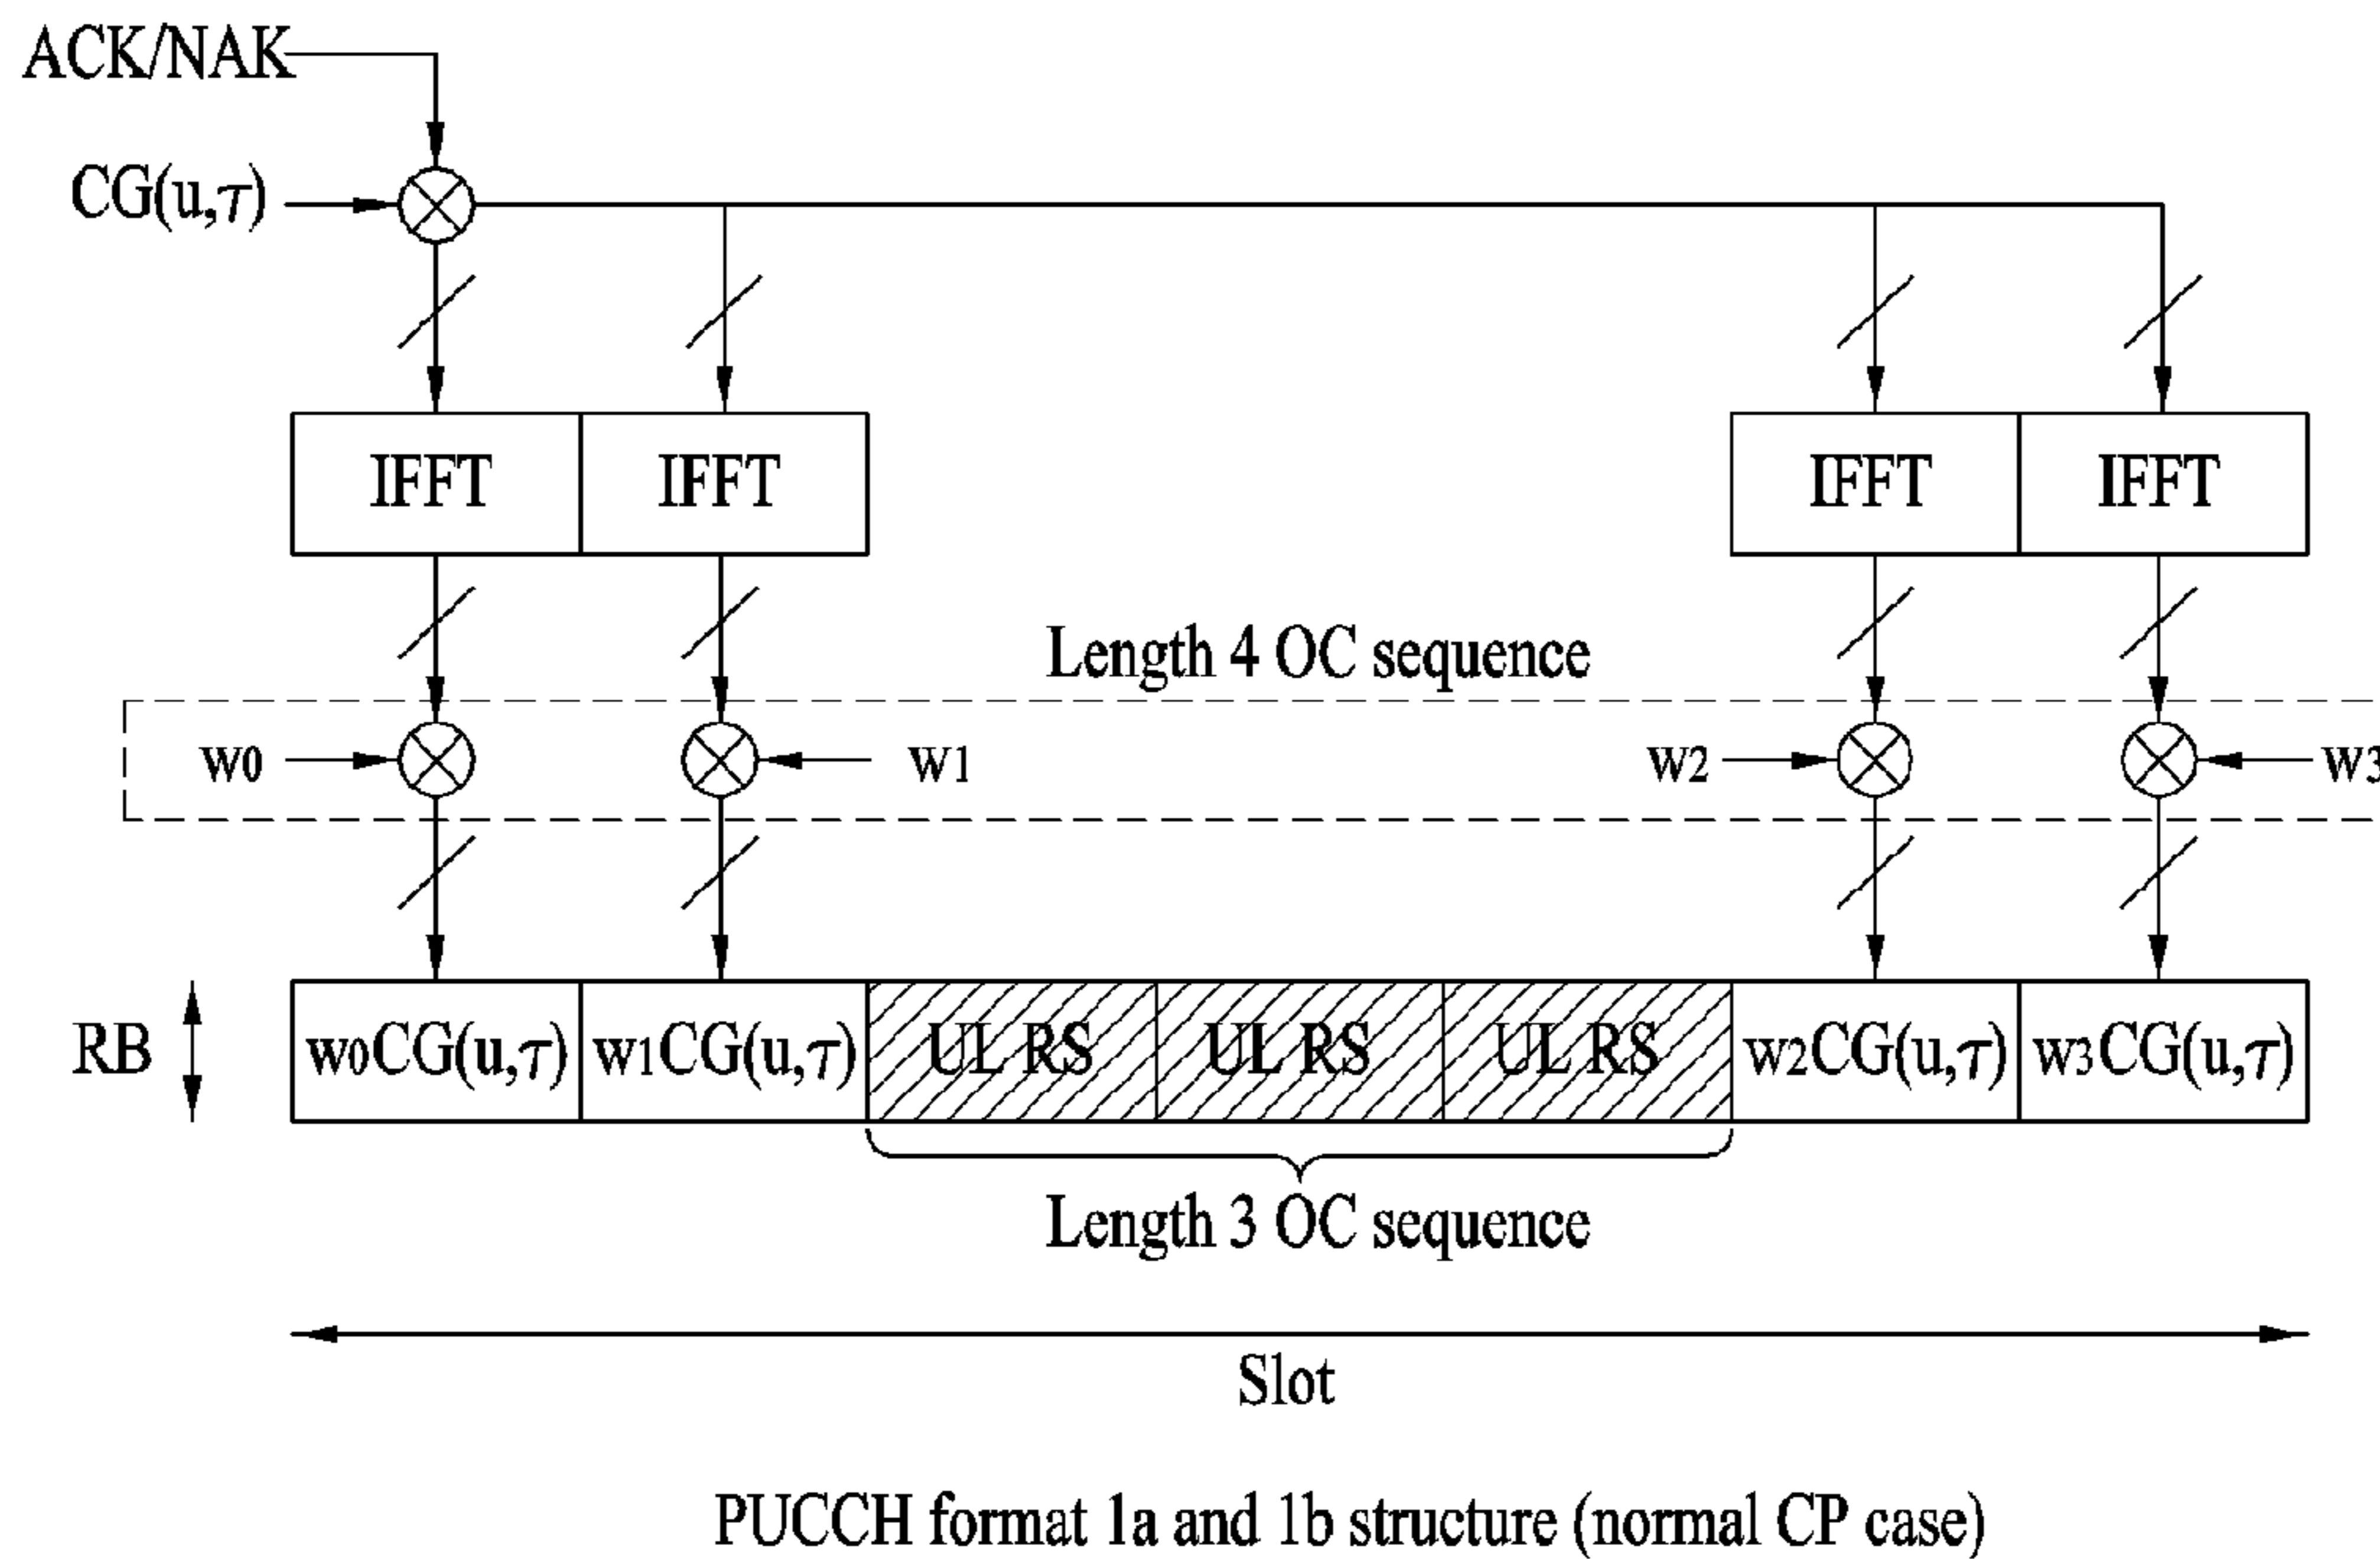 ACK/NAK
CG(u,τ)
IFFT IFFT IFFT IFFT
Length 4 OC sequence
w0 w1 w2 w3
RB w0CG(u,τ) w1CG(u,τ) UL RS UL RS UL RS w2CG(u,τ) w3CG(u,τ)
Length 3 OC sequence
Slot
PUCCH format 1a and 1b structure (normal CP case)